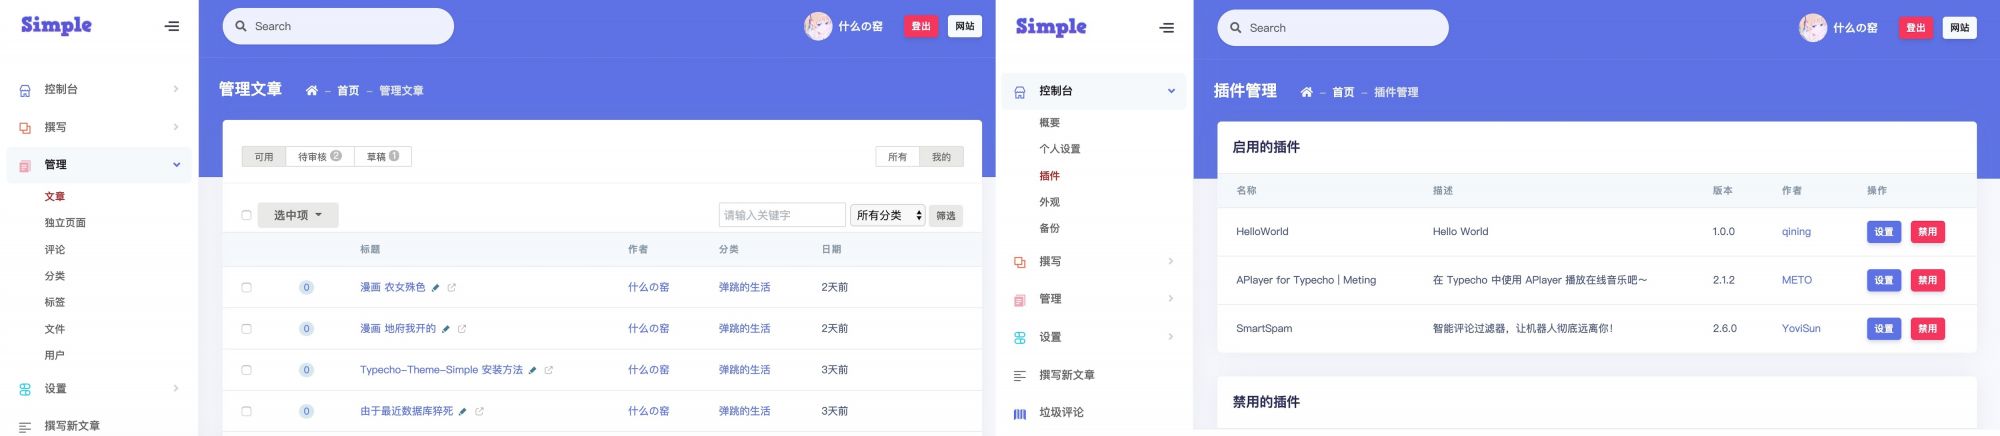 Simple
Search
什么の窑
登出
网站
控制台
撰写
管理
文章
独立页面
评论
分类
标签
文件
用户
设置
撰写新文章
管理文章
– 首页 – 管理文章
可用 待审核 2 草稿 1
所有 我的
选中项
请输入关键字 所有分类 筛选
标题 作者 分类 日期
0 漫画 农女殊色 什么の窑 弹跳的生活 2天前
0 漫画 地府我开的 什么の窑 弹跳的生活 2天前
0 Typecho-Theme-Simple 安装方法 什么の窑 弹跳的生活 3天前
0 由于最近数据库猝死 什么の窑 弹跳的生活 3天前
Simple
Search
什么の窑
登出
网站
控制台
概要
个人设置
插件
外观
备份
撰写
管理
设置
撰写新文章
垃圾评论
插件管理
– 首页 – 插件管理
启用的插件
名称 描述 版本 作者 操作
HelloWorld Hello World 1.0.0 qining 设置 禁用
APlayer for Typecho | Meting 在 Typecho 中使用 APlayer 播放在线音乐吧~ 2.1.2 METO 设置 禁用
SmartSpam 智能评论过滤器，让机器人彻底远离你! 2.6.0 YoviSun 设置 禁用
禁用的插件